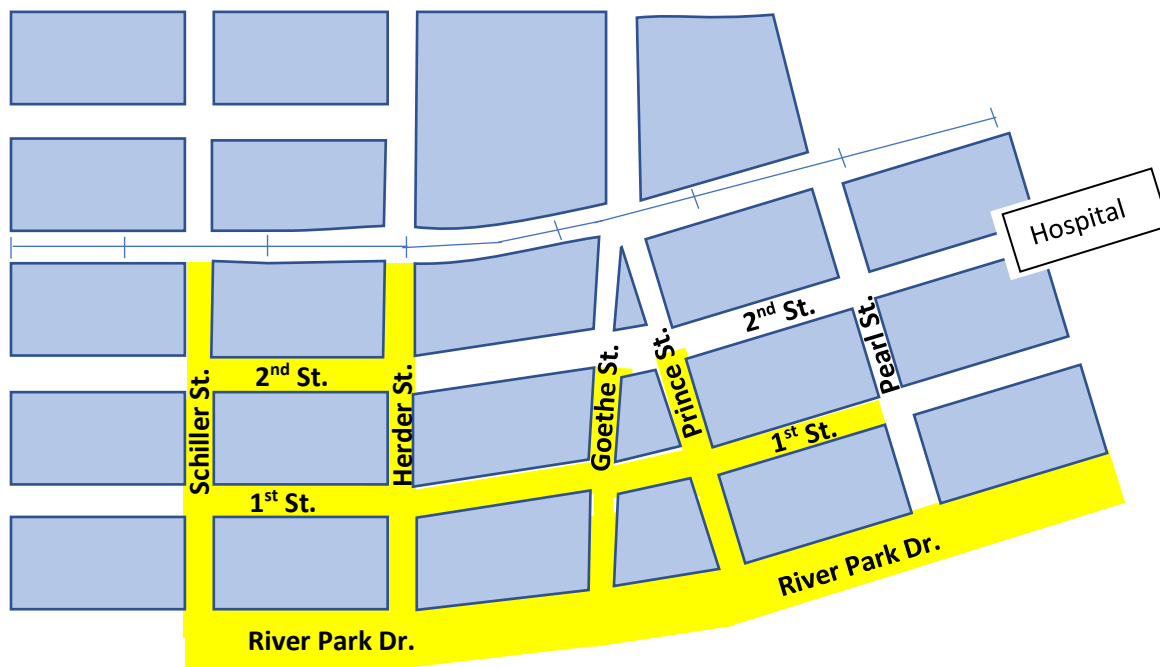 Hospital
2nd St.
Pearl St.
Prince St.
Goethe St.
2nd St.
Herder St.
Schiller St.
1st St.
1st St.
River Park Dr.
River Park Dr.